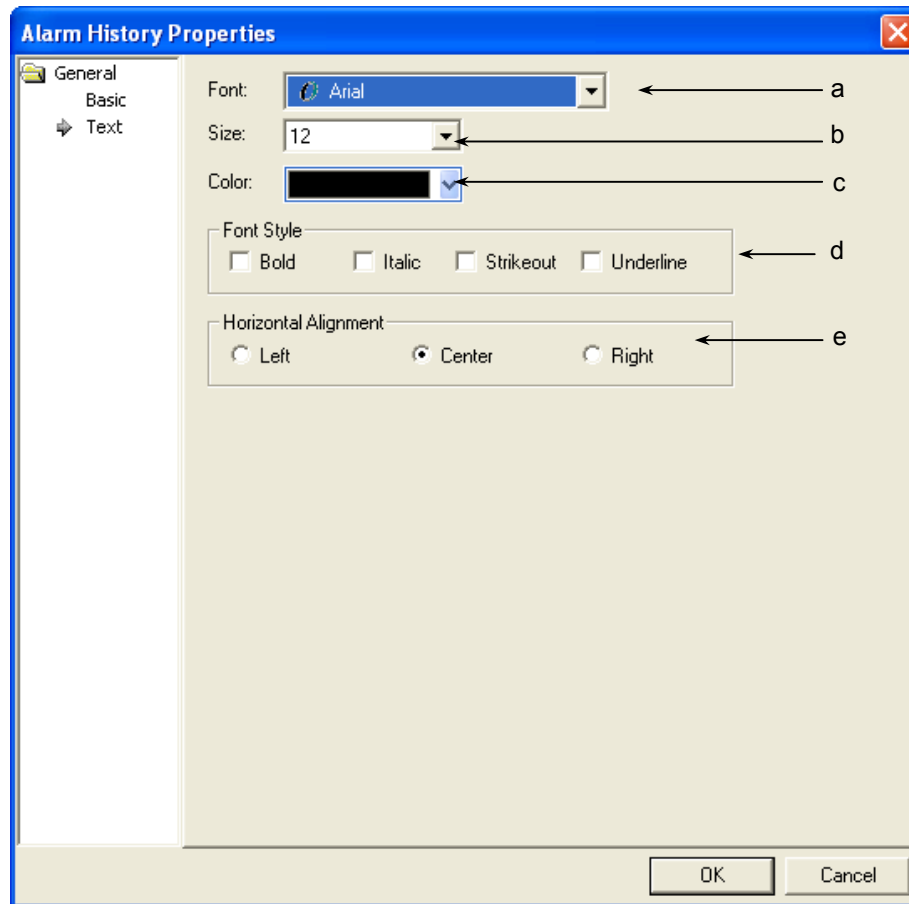 Alarm History Properties
General
Basic
Text
Font: Arial a
Size: 12 b
Color: c
Font Style
Bold Italic Strikeout Underline d
Horizontal Alignment
Left Center Right e
OK Cancel